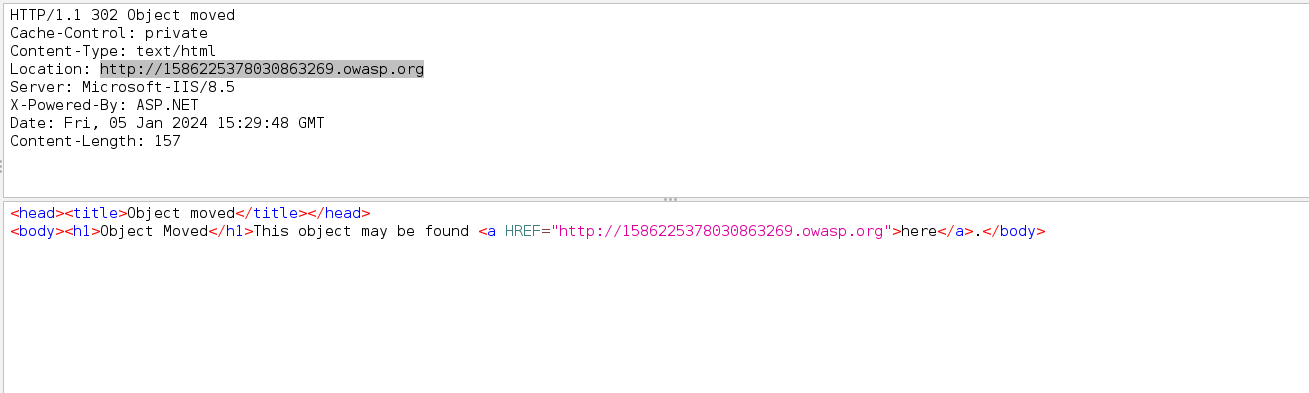 HTTP/1.1 302 Object moved
Cache-Control: private
Content-Type: text/html
Location: http://1586225378030863269.owasp.org
Server: Microsoft-IIS/8.5
X-Powered-By: ASP.NET
Date: Fri, 05 Jan 2024 15:29:48 GMT
Content-Length: 157
<head><title>Object moved</title></head>
<body><h1>Object Moved</h1>This object may be found <a HREF="http://1586225378030863269.owasp.org">here</a>.</body>